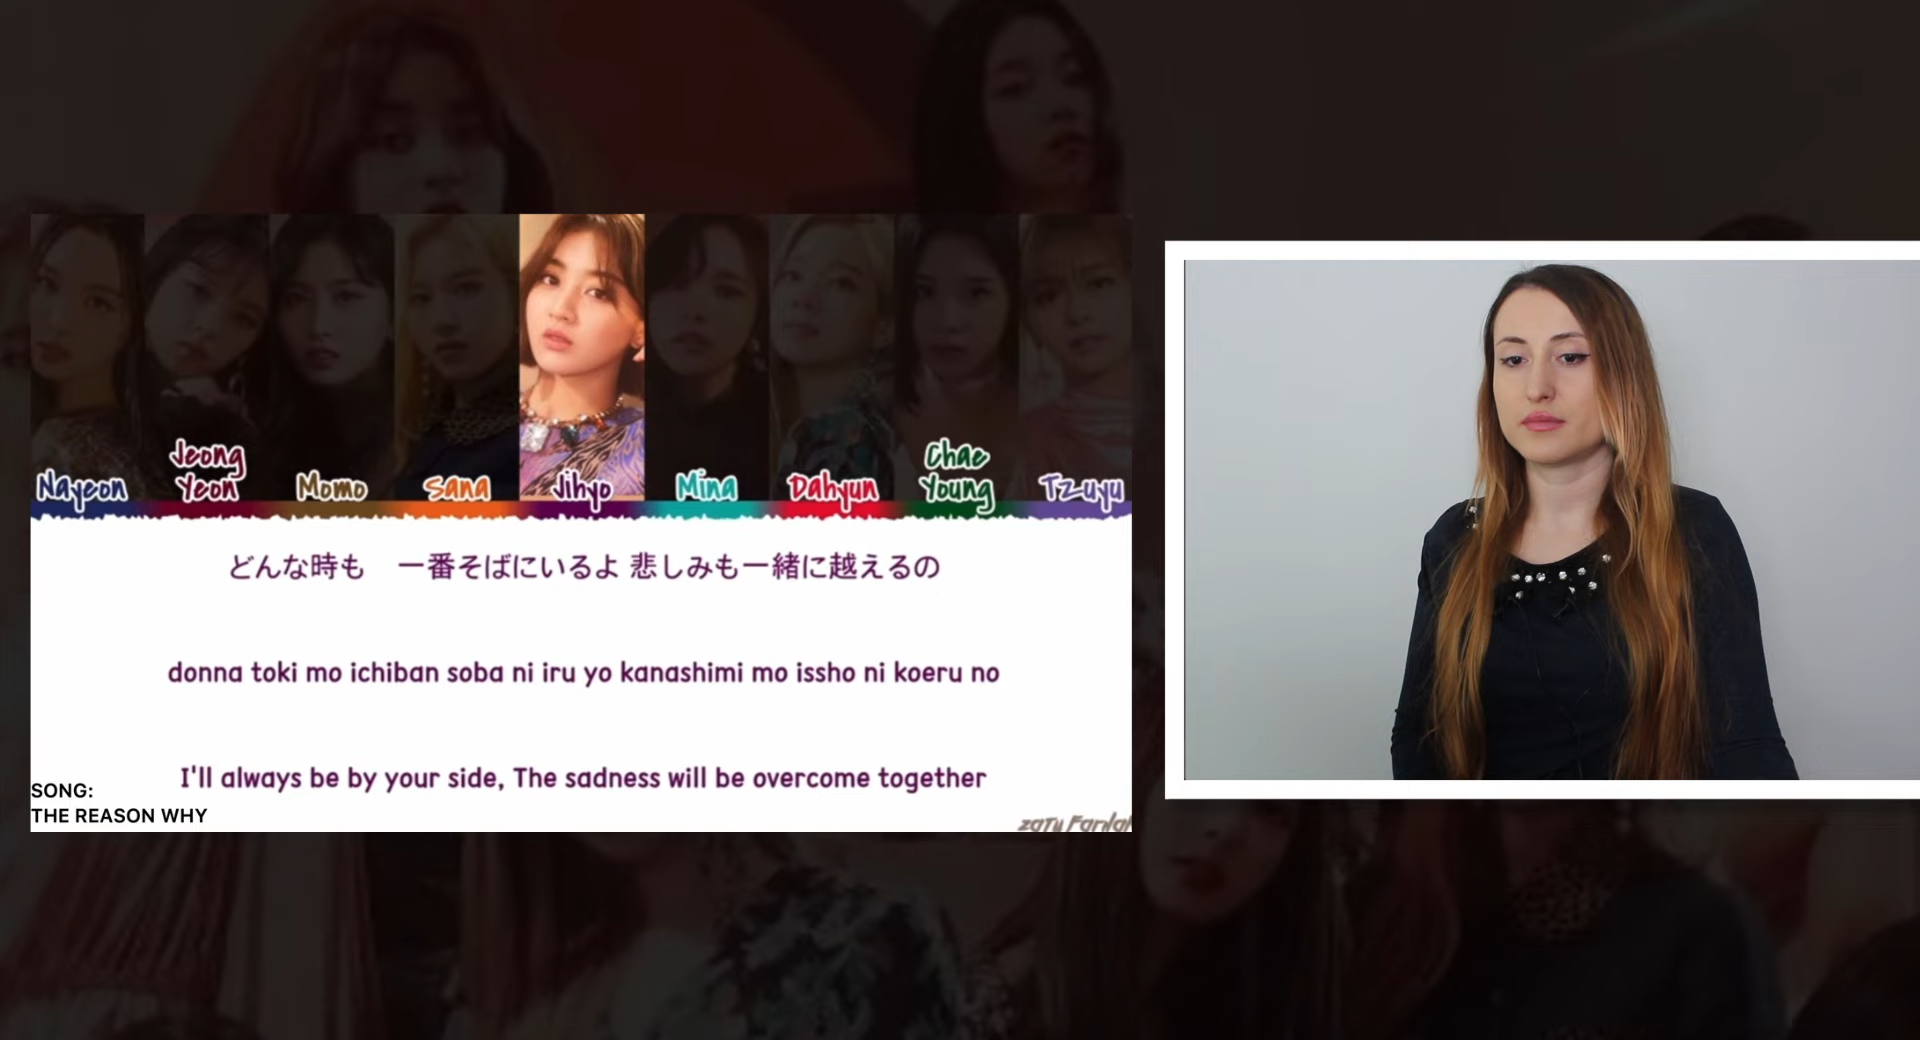 Nayeon
Jeong
Yeon
Momo
Sana
Jihyo
Mina
Dahyun
Chae
Young
Tzuyu
どんな時も　一番そばにいるよ 悲しみも一緒に越えるの
donna toki mo ichiban soba ni iru yo kanashimi mo issho ni koeru no
I'll always be by your side, The sadness will be overcome together
SONG:
THE REASON WHY